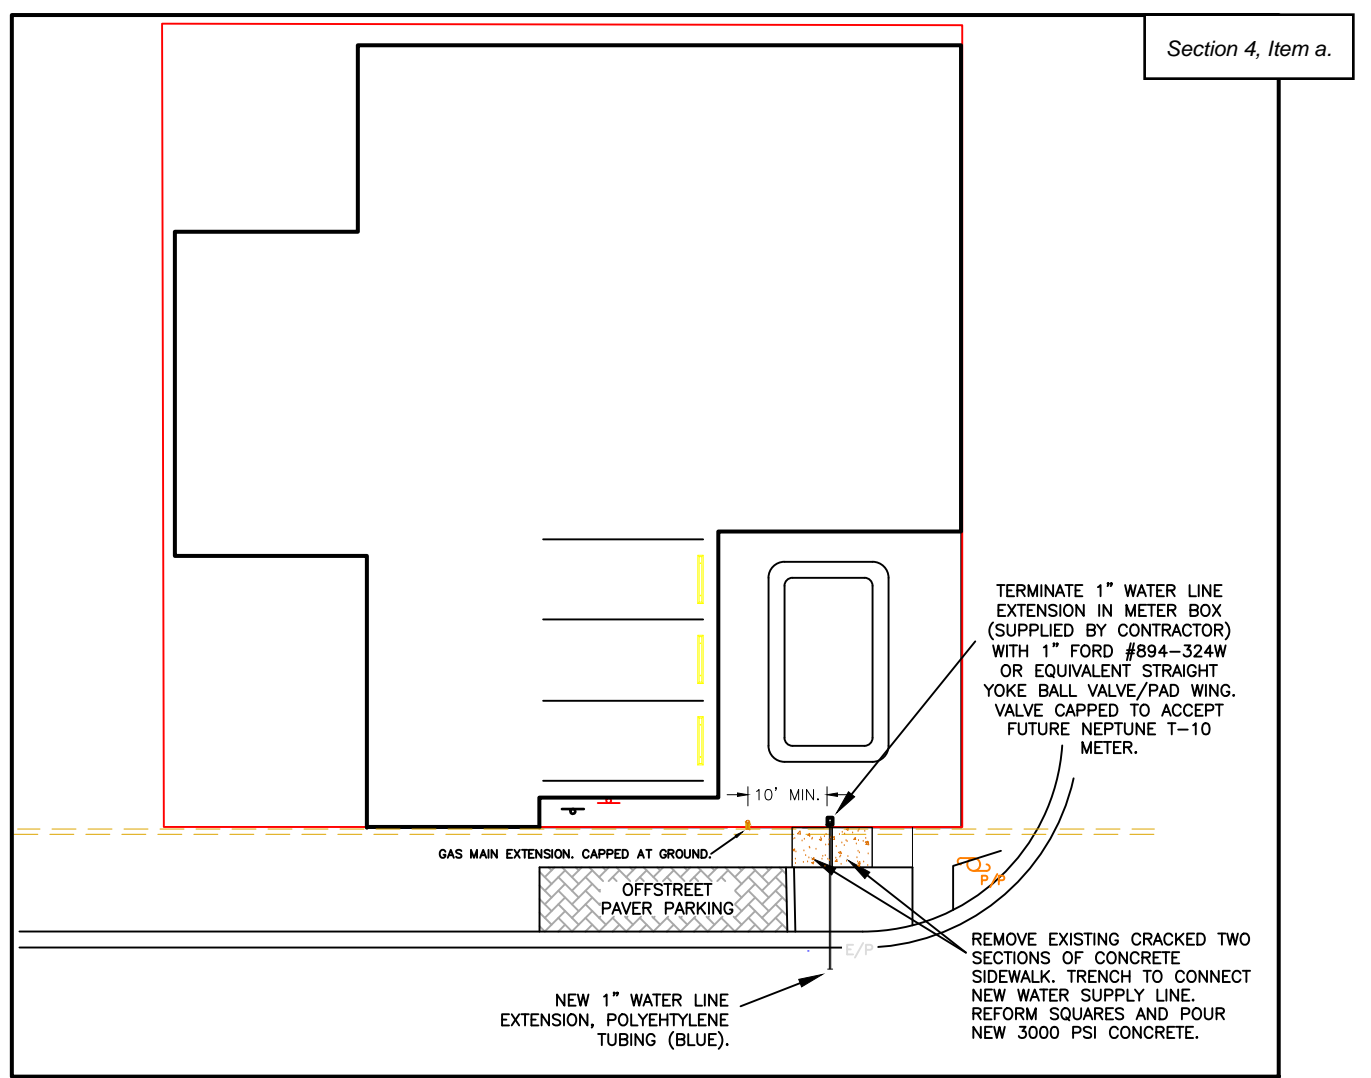 Section 4, Item a.
TERMINATE 1" WATER LINE
EXTENSION IN METER BOX
(SUPPLIED BY CONTRACTOR)
WITH 1" FORD #894-324W
OR EQUIVALENT STRAIGHT
YOKE BALL VALVE/PAD WING.
VALVE CAPPED TO ACCEPT
FUTURE NEPTUNE T-10
METER.
10' MIN.
GAS MAIN EXTENSION. CAPPED AT GROUND.
P/P
OFFSTREET
PAVER PARKING
E/P
REMOVE EXISTING CRACKED TWO
SECTIONS OF CONCRETE
SIDEWALK. TRENCH TO CONNECT
NEW WATER SUPPLY LINE.
REFORM SQUARES AND POUR
NEW 3000 PSI CONCRETE.
NEW 1" WATER LINE
EXTENSION, POLYEHTYLENE
TUBING (BLUE).